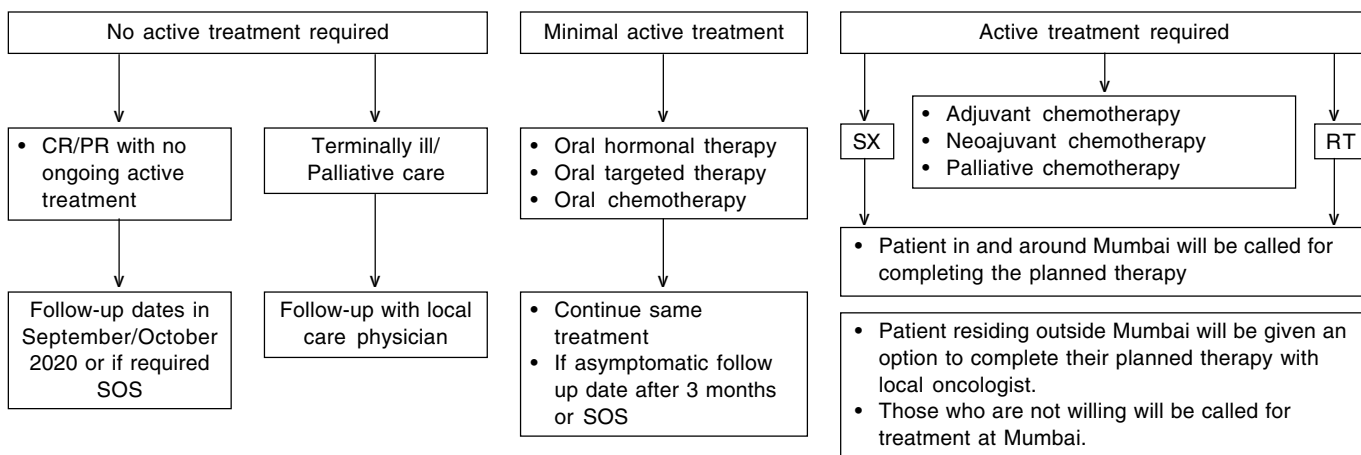 No active treatment required
Minimal active treatment
Active treatment required
• CR/PR with no
ongoing active
treatment
Terminally ill/
Palliative care
• Oral hormonal therapy
• Oral targeted therapy
• Oral chemotherapy
SX
• Adjuvant chemotherapy
• Neoajuvant chemotherapy
• Palliative chemotherapy
RT
Follow-up dates in
September/October
2020 or if required
SOS
Follow-up with local
care physician
• Continue same
treatment
• If asymptomatic follow
up date after 3 months
or SOS
• Patient in and around Mumbai will be called for
completing the planned therapy
• Patient residing outside Mumbai will be given an
option to complete their planned therapy with
local oncologist.
• Those who are not willing will be called for
treatment at Mumbai.